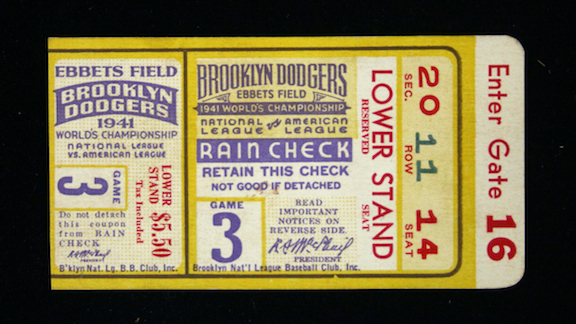 EBBETS FIELD
BROOKLYN
DODGERS
1941
WORLD'S CHAMPIONSHIP
NATIONAL LEAGUE
VS. AMERICAN LEAGUE
GAME
3
LOWER
STAND $5.50
Tax Included
Do not detach
this coupon
from RAIN
CHECK
PRESIDENT
B'klyn Nat. Lg. B.B. Club, Inc.
BROOKLYN DODGERS
EBBETS FIELD
1941 WORLD'S CHAMPIONSHIP
NATIONAL vs AMERICAN
LEAGUE LEAGUE
RAIN CHECK
RETAIN THIS CHECK
NOT GOOD IF DETACHED
GAME
3
READ
IMPORTANT
NOTICES ON
REVERSE SIDE.
PRESIDENT
Brooklyn Nat'l League Baseball Club, Inc.
LOWER STAND
RESERVED SEAT
20 11 14
SEC. ROW SEAT
Enter Gate 16